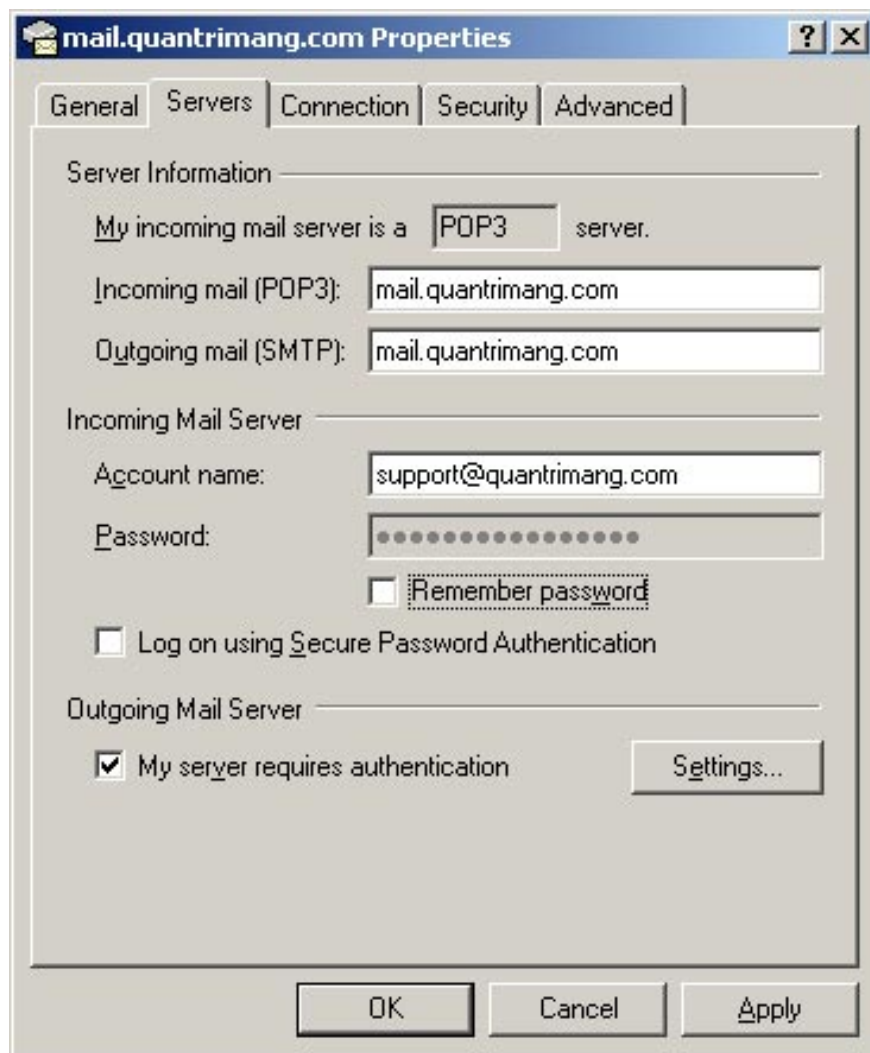 mail.quantrimang.com Properties
General Servers Connection Security Advanced
Server Information
My incoming mail server is a POP3 server.
Incoming mail (POP3): mail.quantrimang.com
Outgoing mail (SMTP): mail.quantrimang.com
Incoming Mail Server
Account name: support@quantrimang.com
Password: ●●●●●●●●●●●●●●●●
Remember password
Log on using Secure Password Authentication
Outgoing Mail Server
My server requires authentication Settings...
OK Cancel Apply